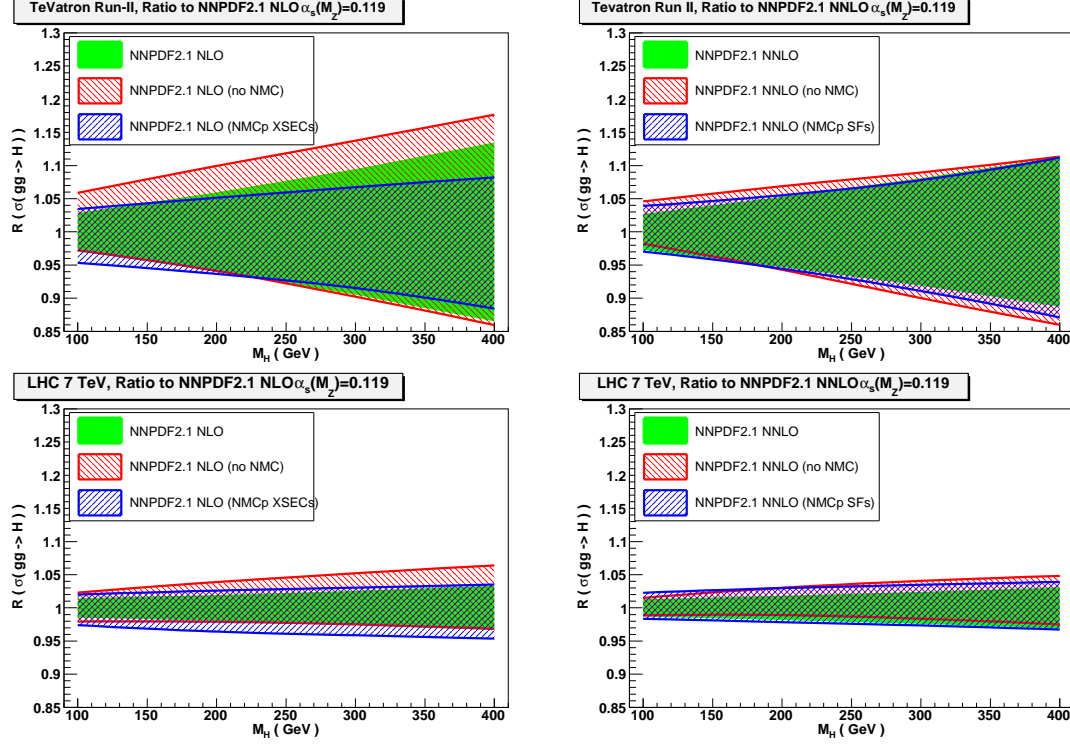 TeVatron Run-II, Ratio to NNPDF2.1 NLO α_s(M_Z)=0.119
R ( σ( gg -> H ) )
1.3
1.25
1.2
1.15
1.1
1.05
1
0.95
0.9
0.85
NNPDF2.1 NLO
NNPDF2.1 NLO (no NMC)
NNPDF2.1 NLO (NMCp XSECs)
100 150 200 250 300 350 400
M_H ( GeV )
Tevatron Run II, Ratio to NNPDF2.1 NNLO α_s(M_Z)=0.119
R ( σ( gg -> H ) )
1.3
1.25
1.2
1.15
1.1
1.05
1
0.95
0.9
0.85
NNPDF2.1 NNLO
NNPDF2.1 NNLO (no NMC)
NNPDF2.1 NNLO (NMCp SFs)
100 150 200 250 300 350 400
M_H ( GeV )
LHC 7 TeV, Ratio to NNPDF2.1 NLO α_s(M_Z)=0.119
R ( σ( gg -> H ) )
1.3
1.25
1.2
1.15
1.1
1.05
1
0.95
0.9
0.85
NNPDF2.1 NLO
NNPDF2.1 NLO (no NMC)
NNPDF2.1 NLO (NMCp XSECs)
100 150 200 250 300 350 400
M_H ( GeV )
LHC 7 TeV, Ratio to NNPDF2.1 NNLO α_s(M_Z)=0.119
R ( σ( gg -> H ) )
1.3
1.25
1.2
1.15
1.1
1.05
1
0.95
0.9
0.85
NNPDF2.1 NNLO
NNPDF2.1 NNLO (no NMC)
NNPDF2.1 NNLO (NMCp SFs)
100 150 200 250 300 350 400
M_H ( GeV )